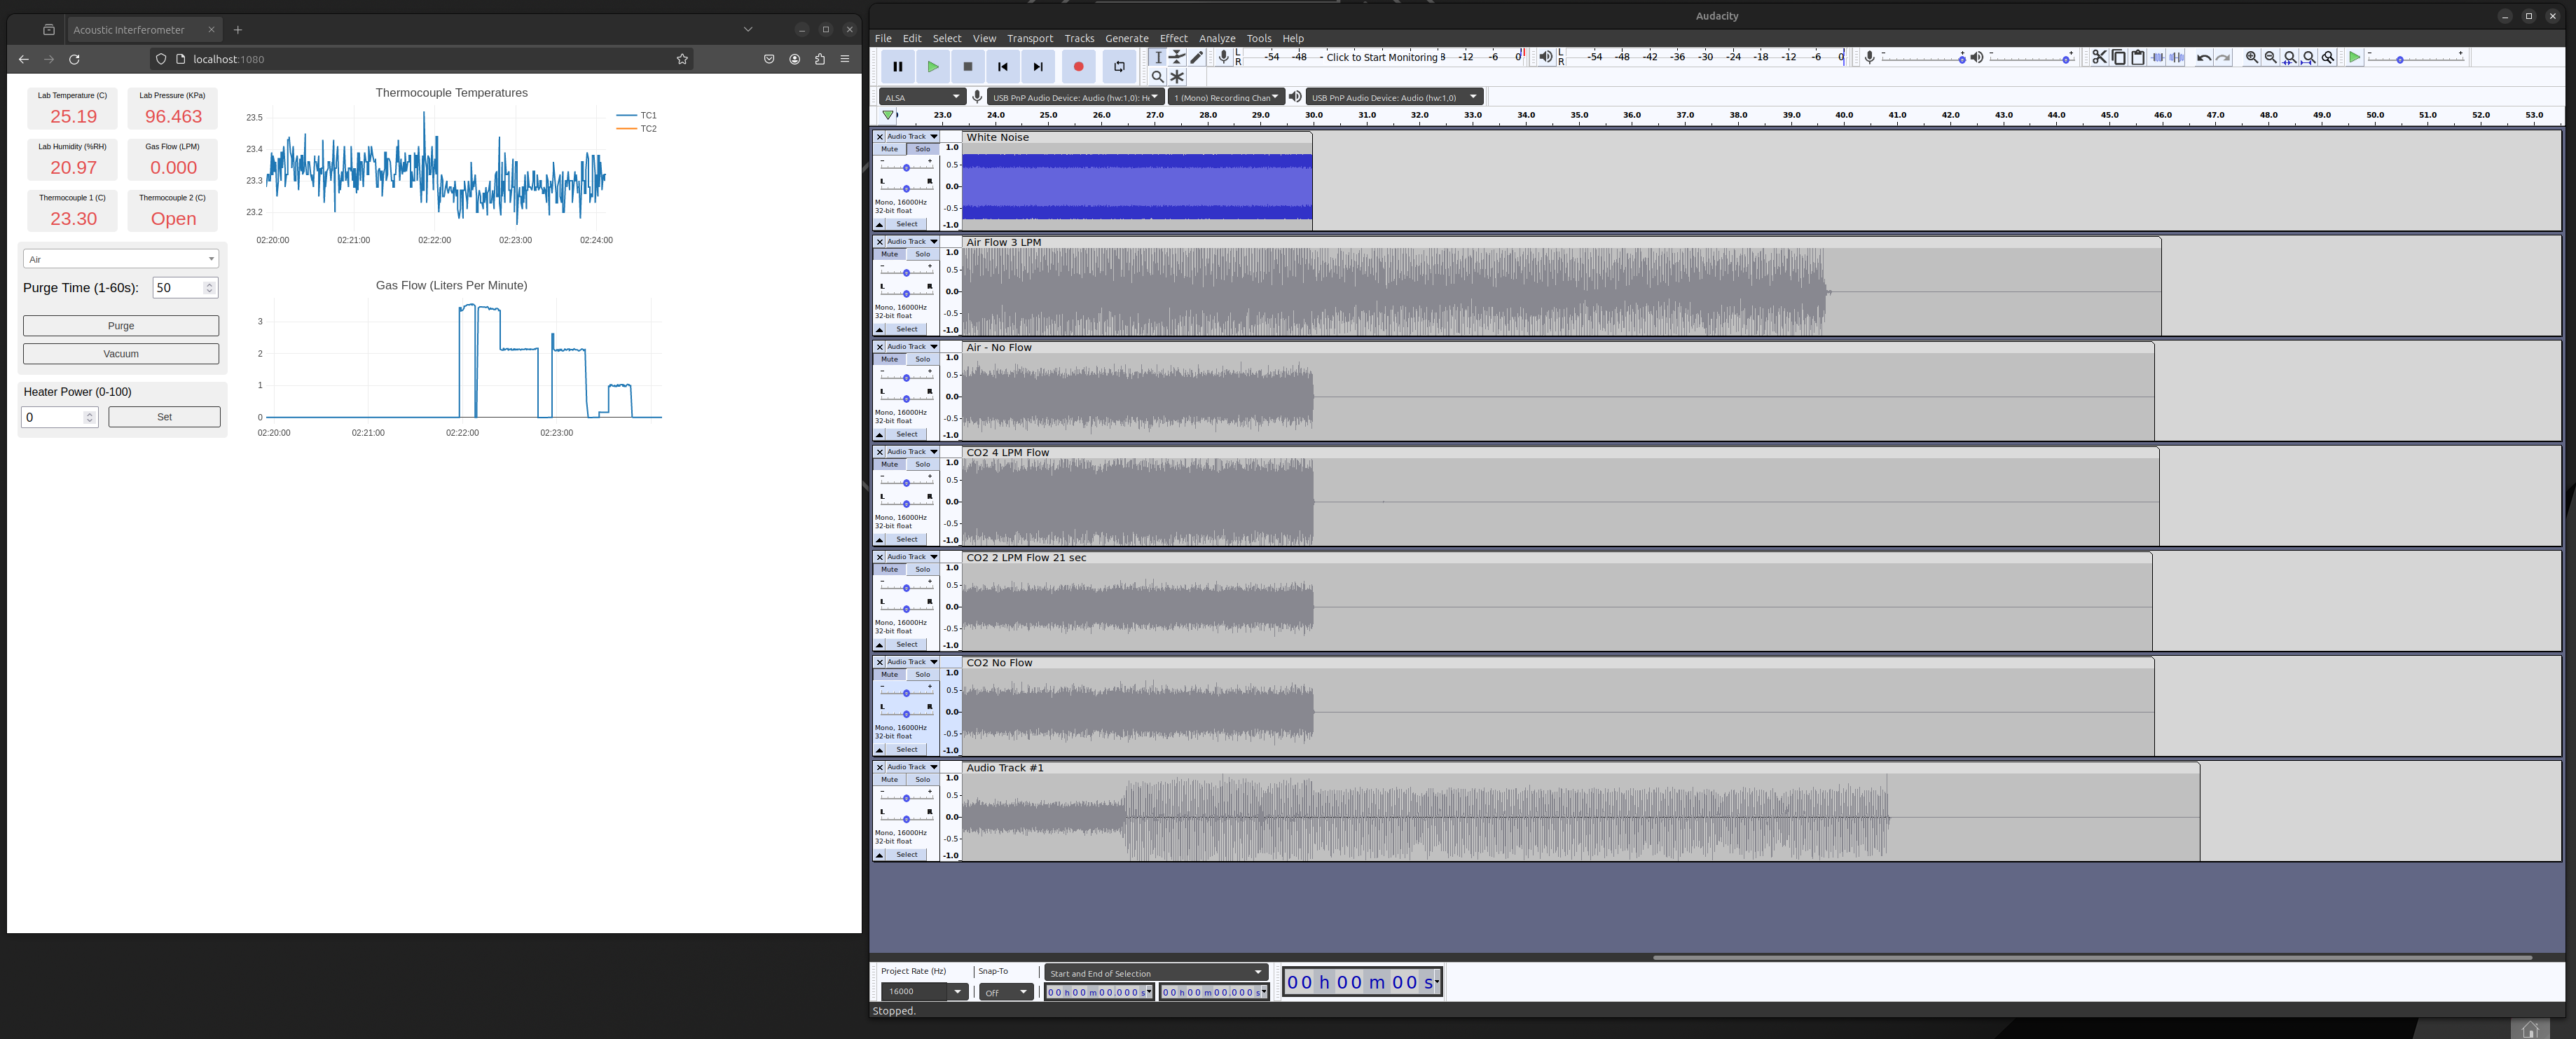 Acoustic Interferometer
localhost:1080
Lab Temperature (C)
25.19
Lab Pressure (KPa)
96.463
Lab Humidity (%RH)
20.97
Gas Flow (LPM)
0.000
Thermocouple 1 (C)
23.30
Thermocouple 2 (C)
Open
Air
Purge Time (1-60s): 50
Purge
Vacuum
Heater Power (0-100)
0 Set
Thermocouple Temperatures
TC1
TC2
23.5
23.4
23.3
23.2
02:20:00 02:21:00 02:22:00 02:23:00 02:24:00
Gas Flow (Liters Per Minute)
3
2
1
0
02:20:00 02:21:00 02:22:00 02:23:00
Audacity
File Edit Select View Transport Tracks Generate Effect Analyze Tools Help
L R -54 -48 - Click to Start Monitoring 8 -12 -6 0
L R -54 -48 -42 -36 -30 -24 -18 -12 -6 0
ALSA USB PnP Audio Device: Audio (hw:1,0): 1 (Mono) Recording Chan USB PnP Audio Device: Audio (hw:1,0)
23.0 24.0 25.0 26.0 27.0 28.0 29.0 30.0 31.0 32.0 33.0 34.0 35.0 36.0 37.0 38.0 39.0 40.0 41.0 42.0 43.0 44.0 45.0 46.0 47.0 48.0 49.0 50.0 51.0 52.0 53.0
Audio Track White Noise
Mute Solo
- +
L R
Mono, 16000Hz
32-bit float
Select
1.0
0.5
0.0
-0.5
-1.0
Audio Track Air Flow 3 LPM
Mute Solo
- +
L R
Mono, 16000Hz
32-bit float
Select
1.0
0.5
0.0
-0.5
-1.0
Audio Track Air - No Flow
Mute Solo
- +
L R
Mono, 16000Hz
32-bit float
Select
1.0
0.5
0.0
-0.5
-1.0
Audio Track CO2 4 LPM Flow
Mute Solo
- +
L R
Mono, 16000Hz
32-bit float
Select
1.0
0.5
0.0
-0.5
-1.0
Audio Track CO2 2 LPM Flow 21 sec
Mute Solo
- +
L R
Mono, 16000Hz
32-bit float
Select
1.0
0.5
0.0
-0.5
-1.0
Audio Track CO2 No Flow
Mute Solo
- +
L R
Mono, 16000Hz
32-bit float
Select
1.0
0.5
0.0
-0.5
-1.0
Audio Track Audio Track #1
Mute Solo
- +
L R
Mono, 16000Hz
32-bit float
Select
1.0
0.5
0.0
-0.5
-1.0
Project Rate (Hz) Snap-To Start and End of Selection
16000 Off 00 h 00 m 00.000 s 00 h 00 m 00.000 s
00 h 00 m 00 s
Stopped.